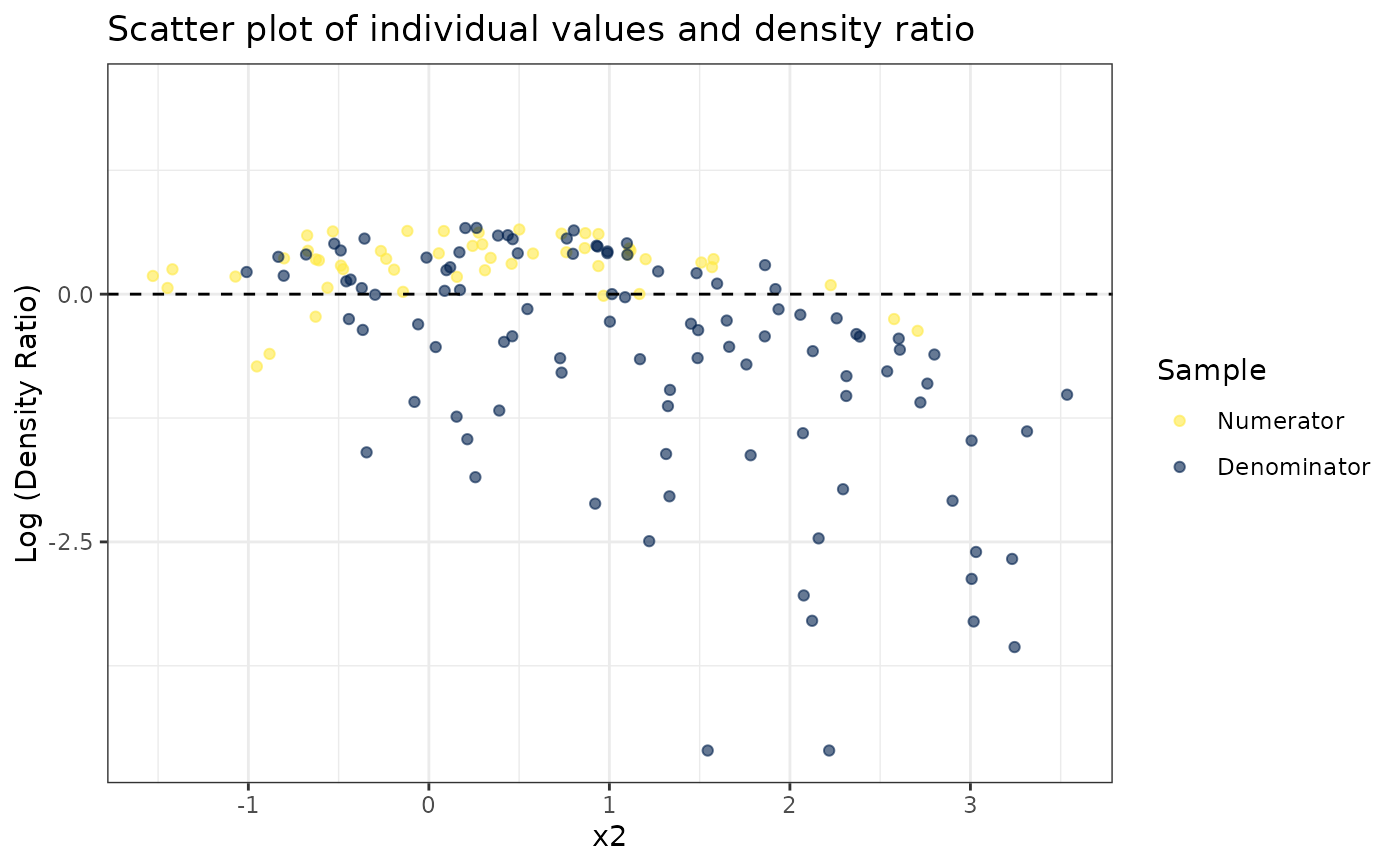 Scatter plot of individual values and density ratio
Log (Density Ratio)
0.0
-2.5
-1
0
1
2
3
x2
Sample
Numerator
Denominator